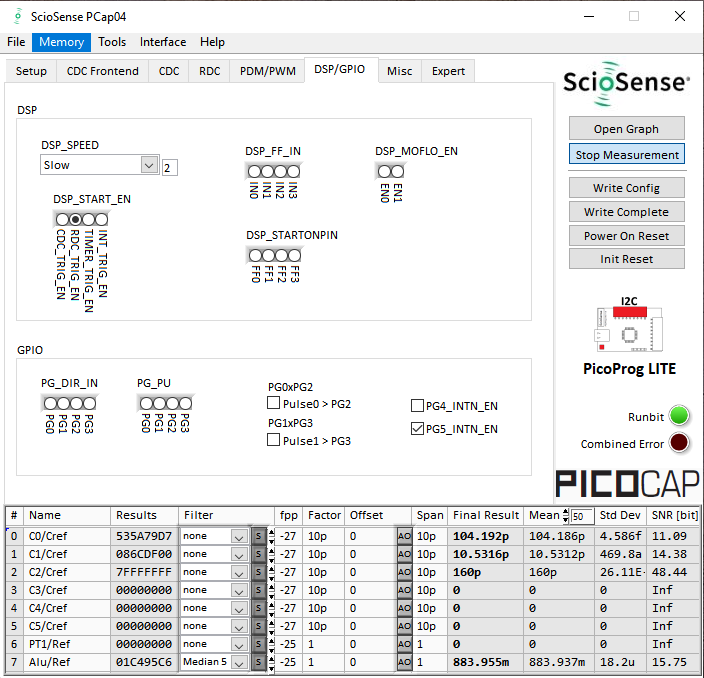 ScioSense PCap04
File Memory Tools Interface Help
Setup CDC Frontend CDC RDC PDM/PWM DSP/GPIO Misc Expert
DSP
DSP_SPEED
Slow 2
DSP_START_EN
CDC_TRIG_EN
RDC_TRIG_EN
TIMER_TRIG_EN
INT_TRIG_EN
DSP_FF_IN
IN0
IN1
IN2
IN3
DSP_MOFLO_EN
EN0
EN1
DSP_STARTONPIN
FF0
FF1
FF2
FF3
GPIO
PG_DIR_IN
PG0
PG1
PG2
PG3
PG_PU
PG0
PG1
PG2
PG3
PG0xPG2
Pulse0 > PG2
PG1xPG3
Pulse1 > PG3
PG4_INTN_EN
PG5_INTN_EN
ScioSense
Open Graph
Stop Measurement
Write Config
Write Complete
Power On Reset
Init Reset
I2C
PicoProg LITE
Runbit
Combined Error
PICOCAP
# Name Results Filter fpp Factor Offset Span Final Result Mean 50 Std Dev SNR [bit]
0 C0/Cref 535A79D7 none S -27 10p 0 AO 10p 104.192p 104.186p 4.586f 11.09
1 C1/Cref 086CDF00 none S -27 10p 0 AO 10p 10.5316p 10.5312p 469.8a 14.38
2 C2/Cref 7FFFFFFF none S -27 10p 0 AO 10p 160p 160p 26.11E- 48.44
3 C3/Cref 00000000 none S -27 10p 0 AO 10p 0 0 0 Inf
4 C4/Cref 00000000 none S -27 10p 0 AO 10p 0 0 0 Inf
5 C5/Cref 00000000 none S -27 10p 0 AO 10p 0 0 0 Inf
6 PT1/Ref 00000000 none S -25 1 0 AO 1 0 0 0 Inf
7 Alu/Ref 01C495C6 Median 5 S -25 1 0 AO 1 883.955m 883.937m 18.2u 15.75